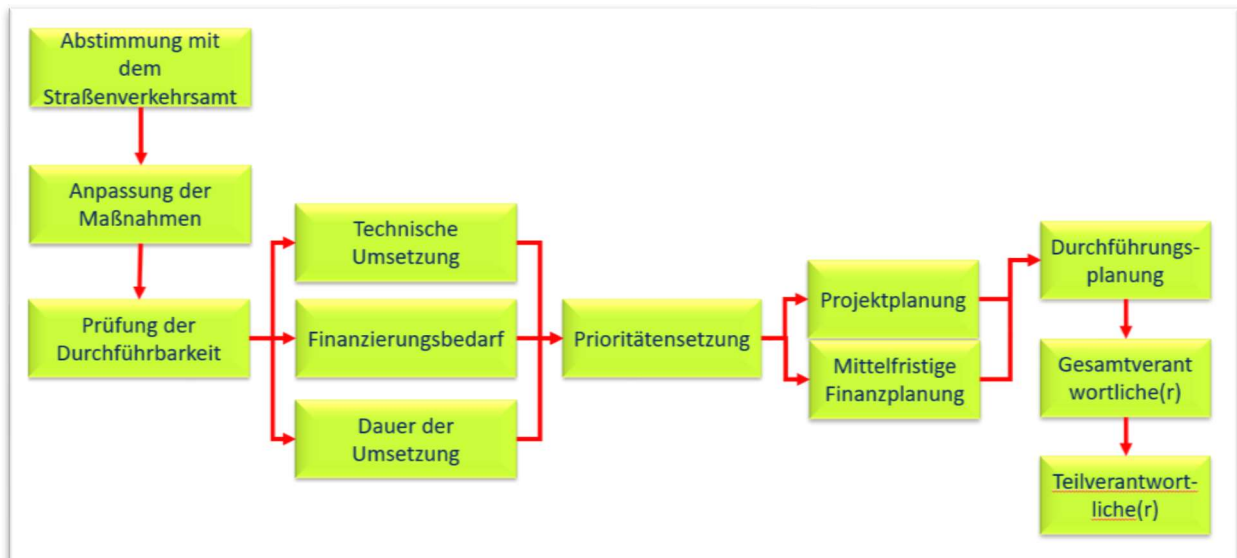 Abstimmung mit
dem
Straßenverkehrsamt
Anpassung der
Maßnahmen
Prüfung der
Durchführbarkeit
Technische
Umsetzung
Finanzierungsbedarf
Dauer der
Umsetzung
Prioritätensetzung
Projektplanung
Mittelfristige
Finanzplanung
Durchführungs-
planung
Gesamtverant
wortliche(r)
Teilverantwort-
liche(r)